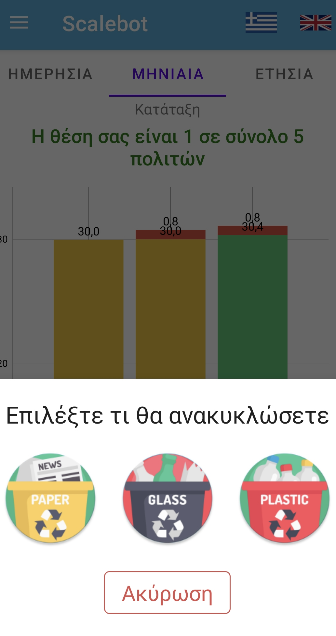 Scalebot
ΗΜΕΡΗΣΙΑ ΜΗΝΙΑΙΑ ΕΤΗΣΙΑ
Κατάταξη
Η θέση σας είναι 1 σε σύνολο 5
πολιτών
30,0 0,8 30,0 0,8 30,4
30
20
Επιλέξτε τι θα ανακυκλώσετε
NEWS
PAPER GLASS PLASTIC
Ακύρωση